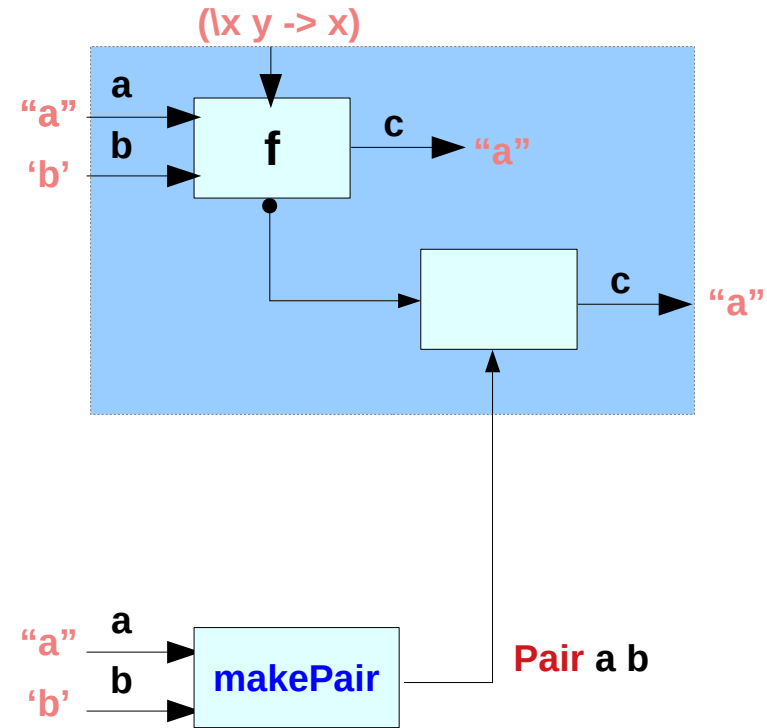 (\x y -> x)
a
“a”
b
‘b’
f
c
“a”
c
“a”
a
“a”
b
‘b’
makePair
Pair a b